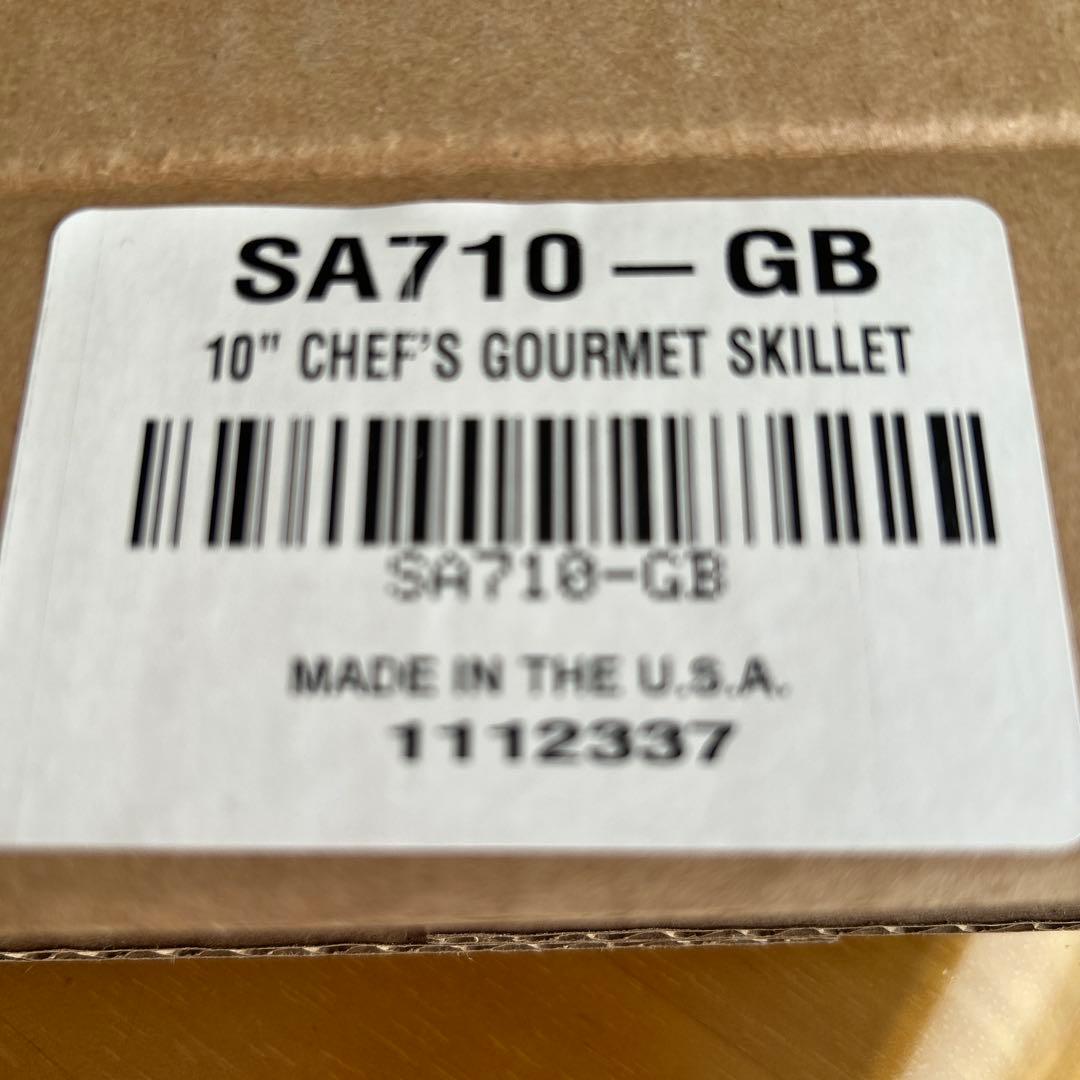 SA710-GB
10" CHEF'S GOURMET SKILLET
SA710-GB
MADE IN THE U.S.A.
1112337